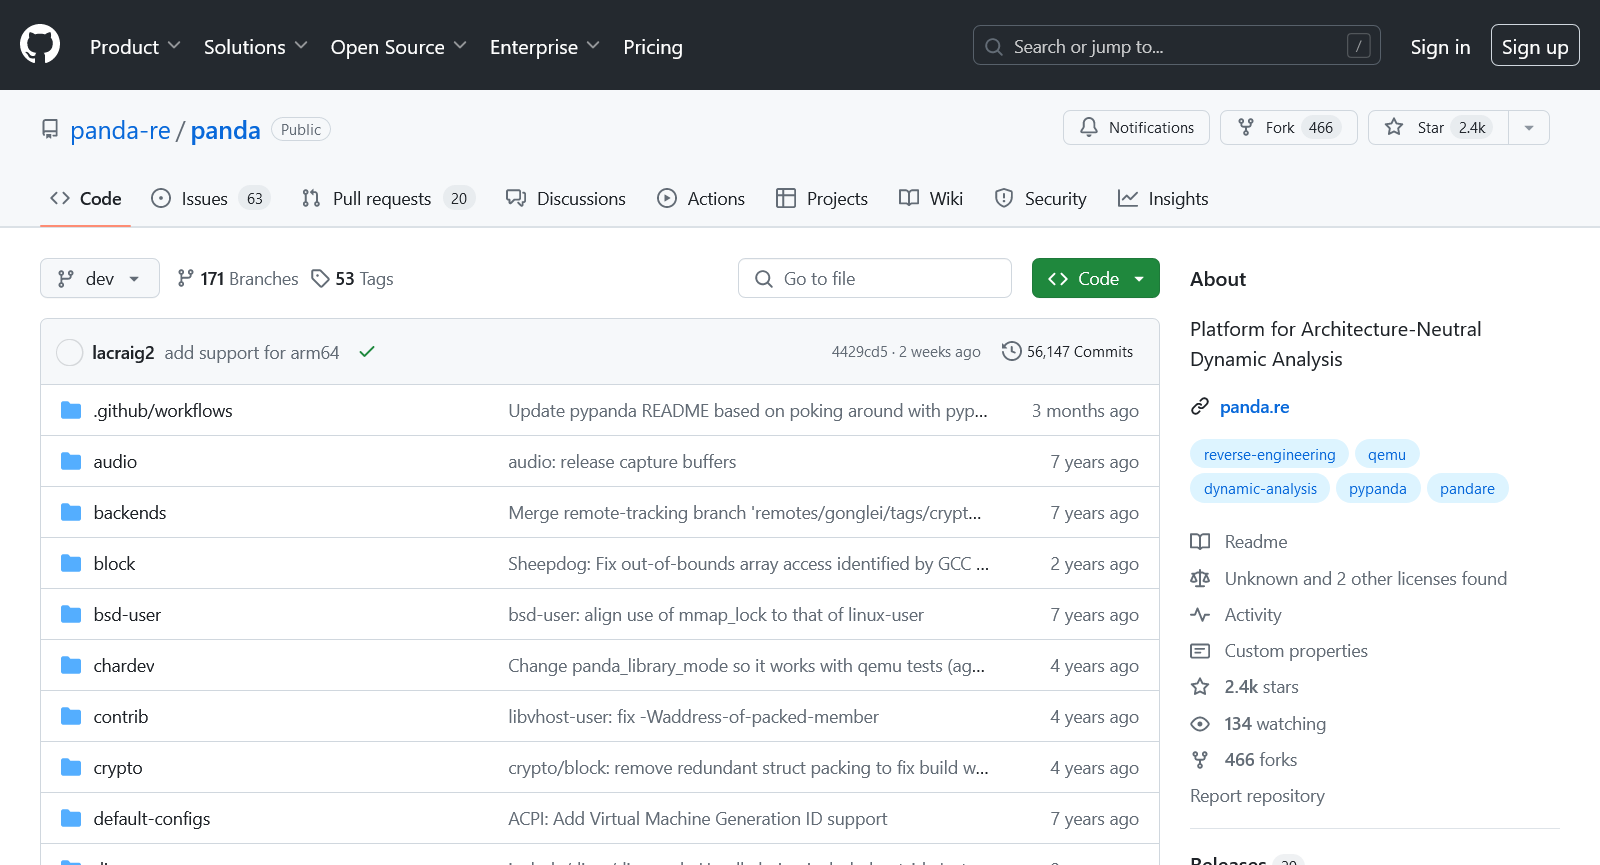 Product Solutions Open Source Enterprise Pricing Search or jump to... / Sign in Sign up
panda-re / panda Public Notifications Fork 466 Star 2.4k
Code Issues 63 Pull requests 20 Discussions Actions Projects Wiki Security Insights
dev 171 Branches 53 Tags Go to file Code
lacraig2 add support for arm64 4429cd5 · 2 weeks ago 56,147 Commits
.github/workflows Update pypanda README based on poking around with pyp... 3 months ago
audio audio: release capture buffers 7 years ago
backends Merge remote-tracking branch 'remotes/gonglei/tags/crypt... 7 years ago
block Sheepdog: Fix out-of-bounds array access identified by GCC ... 2 years ago
bsd-user bsd-user: align use of mmap_lock to that of linux-user 7 years ago
chardev Change panda_library_mode so it works with qemu tests (ag... 4 years ago
contrib libvhost-user: fix -Waddress-of-packed-member 4 years ago
crypto crypto/block: remove redundant struct packing to fix build w... 4 years ago
default-configs ACPI: Add Virtual Machine Generation ID support 7 years ago
About
Platform for Architecture-Neutral
Dynamic Analysis
panda.re
reverse-engineering qemu
dynamic-analysis pypanda pandare
Readme
Unknown and 2 other licenses found
Activity
Custom properties
2.4k stars
134 watching
466 forks
Report repository
Releases